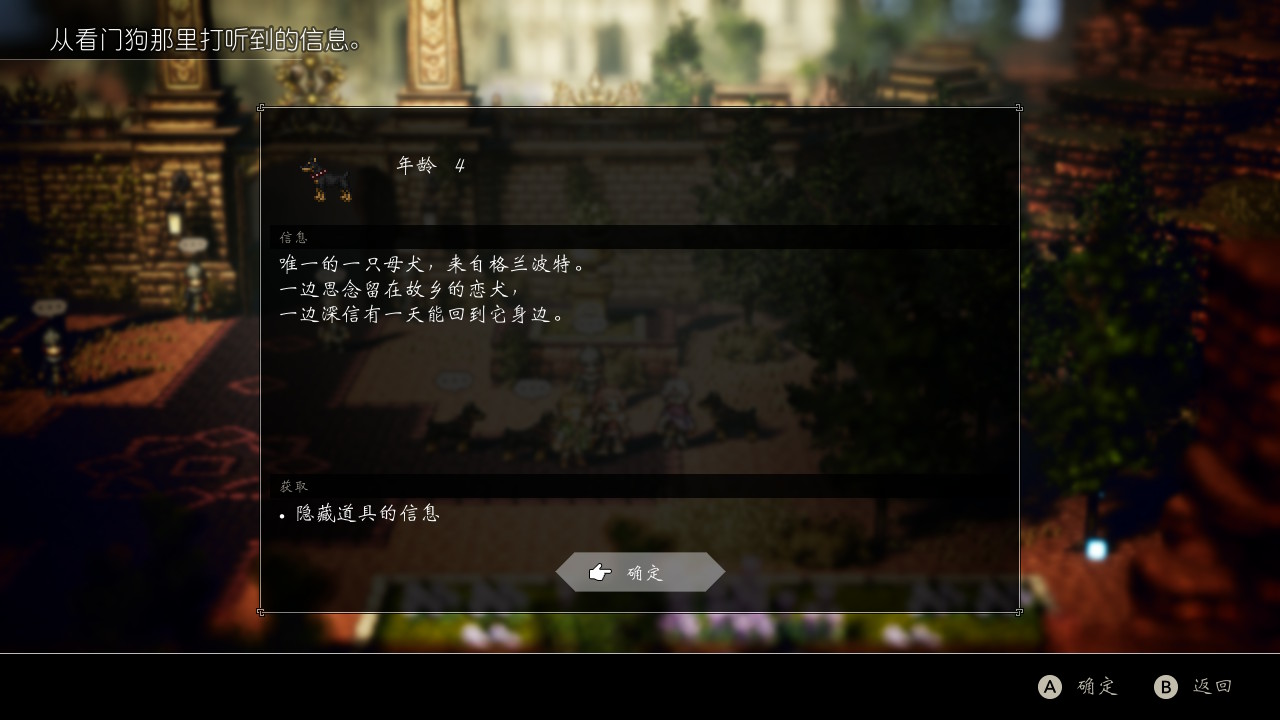 从看门狗那里打听到的信息。
年龄 4
信息
唯一的一只母犬，来自格兰波特。
一边思念留在故乡的恋犬，
一边深信有一天能回到它身边。
获取
• 隐藏道具的信息
确定
A 确定 B 返回